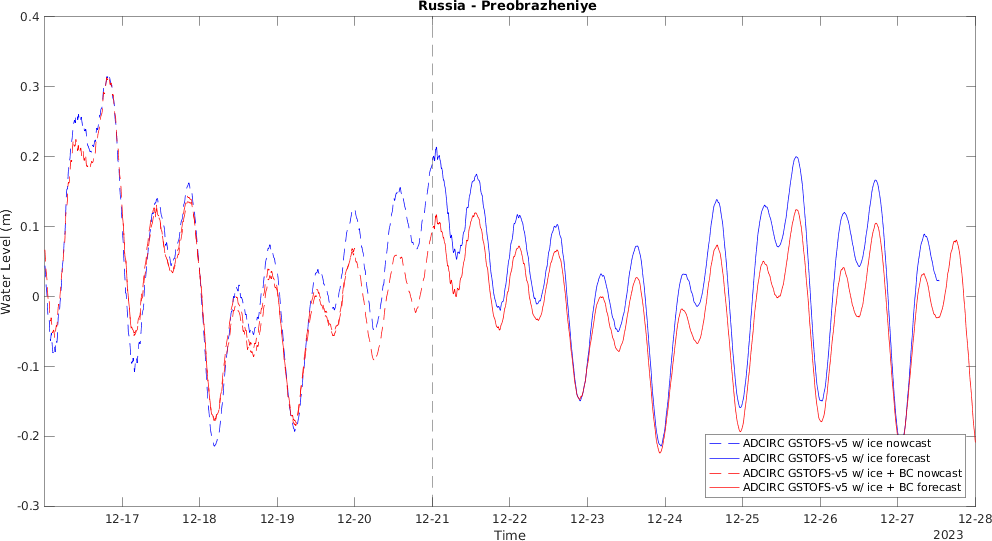 Russia - Preobrazheniye
Water Level (m)
0.4
0.3
0.2
0.1
0
-0.1
-0.2
-0.3
ADCIRC GSTOFS-v5 w/ ice nowcast
ADCIRC GSTOFS-v5 w/ ice forecast
ADCIRC GSTOFS-v5 w/ ice + BC nowcast
ADCIRC GSTOFS-v5 w/ ice + BC forecast
12-17 12-18 12-19 12-20 12-21 12-22 12-23 12-24 12-25 12-26 12-27 12-28
Time
2023